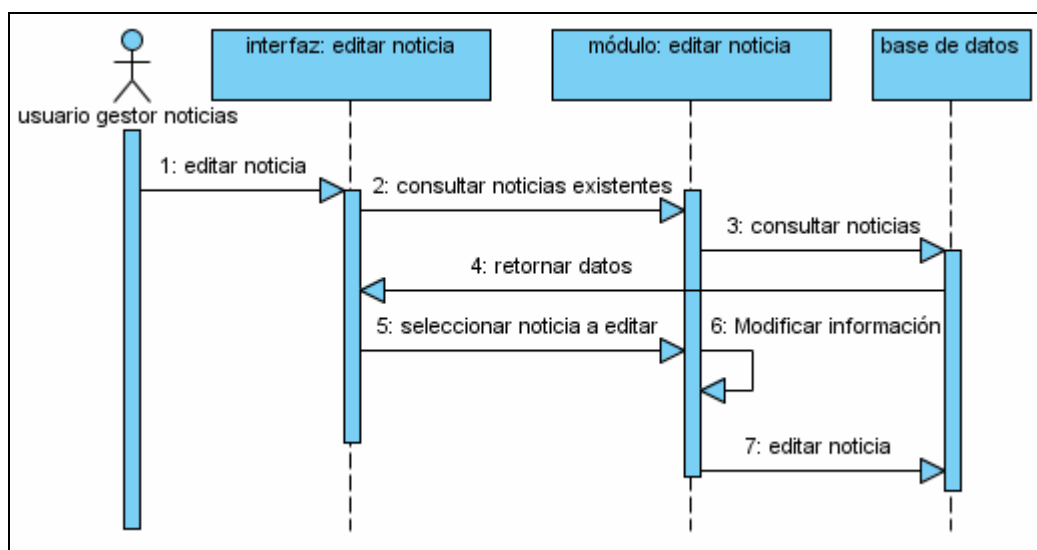 interfaz: editar noticia
módulo: editar noticia
base de datos
usuario gestor noticias
1: editar noticia
2: consultar noticias existentes
3: consultar noticias
4: retornar datos
5: seleccionar noticia a editar
6: Modificar información
7: editar noticia